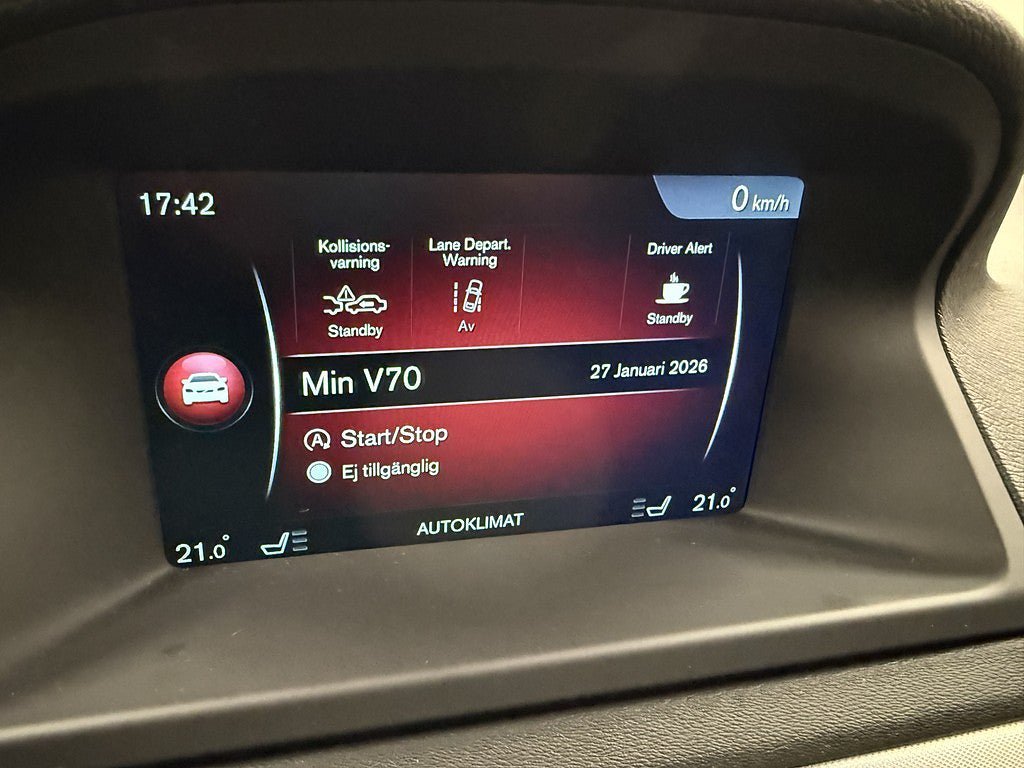 17:42
0 km/h
Kollisions-
varning
Standby
Lane Depart.
Warning
Av
Driver Alert
Standby
Min V70
27 Januari 2026
A Start/Stop
Ej tillgänglig
21.0°
AUTOKLIMAT
21.0°